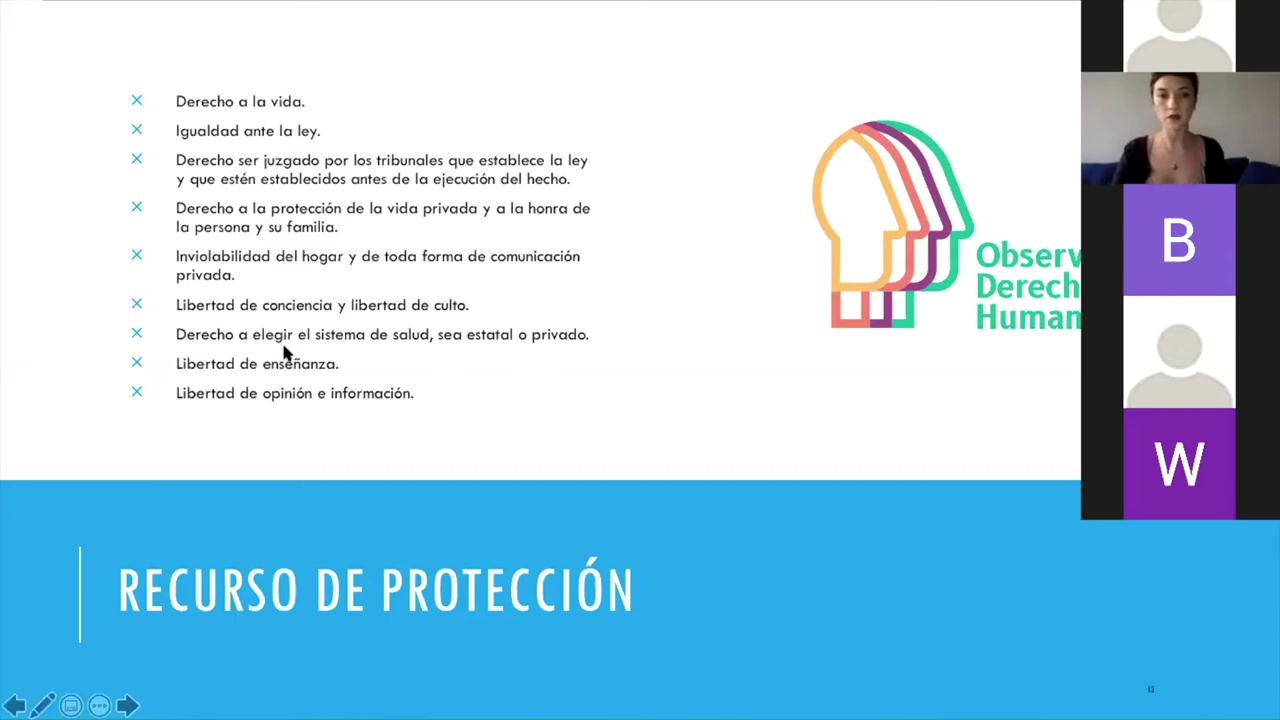 Derecho a la vida.
Igualdad ante la ley.
Derecho ser juzgado por los tribunales que establece la ley
y que estén establecidos antes de la ejecución del hecho.
Derecho a la protección de la vida privada y a la honra de
la persona y su familia.
Inviolabilidad del hogar y de toda forma de comunicación
privada.
Libertad de conciencia y libertad de culto.
Derecho a elegir el sistema de salud, sea estatal o privado.
Libertad de enseñanza.
Libertad de opinión e información.
Observ
Derech
Human
B
W
RECURSO DE PROTECCIÓN